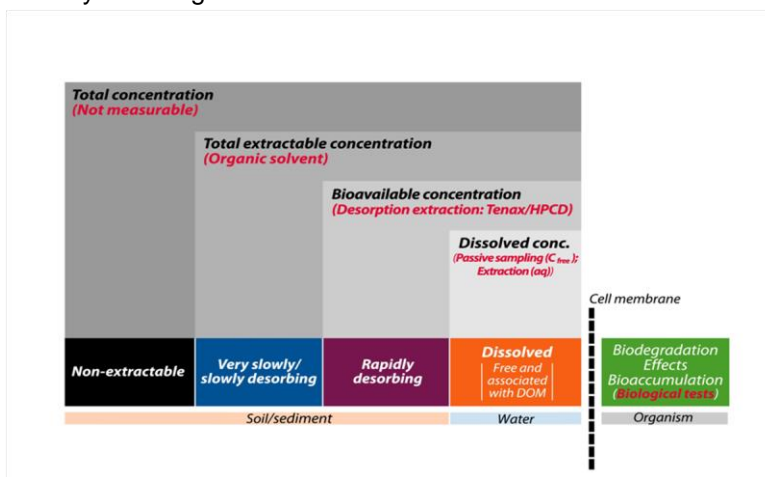 Total concentration
(Not measurable)
Total extractable concentration
(Organic solvent)
Bioavailable concentration
(Desorption extraction: Tenax/HPCD)
Dissolved conc.
(Passive sampling (C free );
Extraction (aq))
Cell membrane
Non-extractable
Very slowly/
slowly desorbing
Rapidly
desorbing
Dissolved
Free and
associated
with DOM
Biodegradation
Effects
Bioaccumulation
(Biological tests)
Soil/sediment
Water
Organism